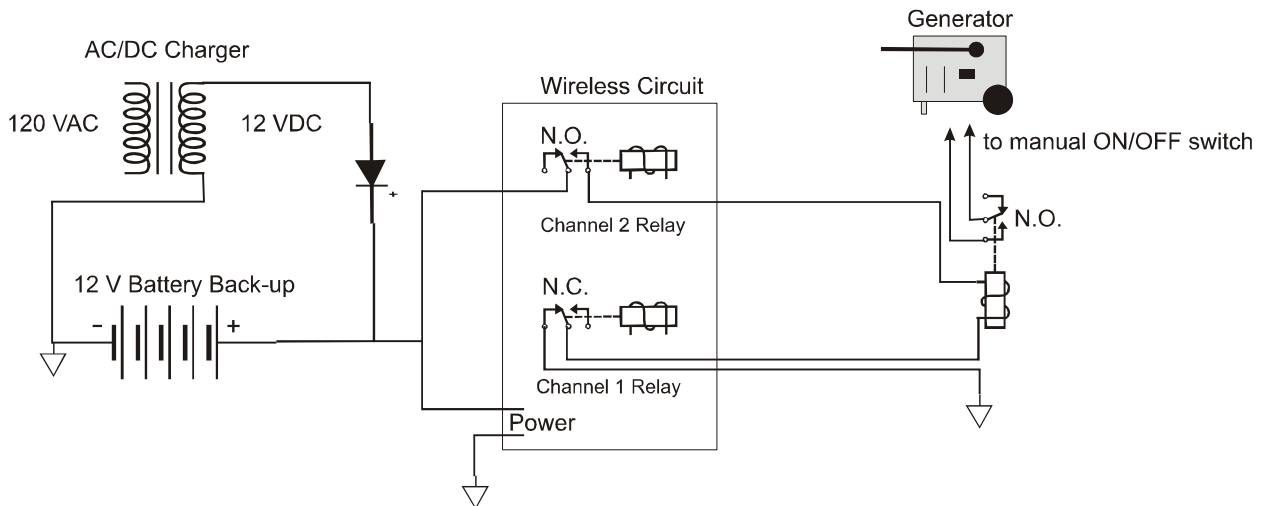 Generator
AC/DC Charger
Wireless Circuit
120 VAC
12 VDC
N.O.
to manual ON/OFF switch
+
N.O.
Channel 2 Relay
12 V Battery Back-up
N.C.
- +
Channel 1 Relay
Power